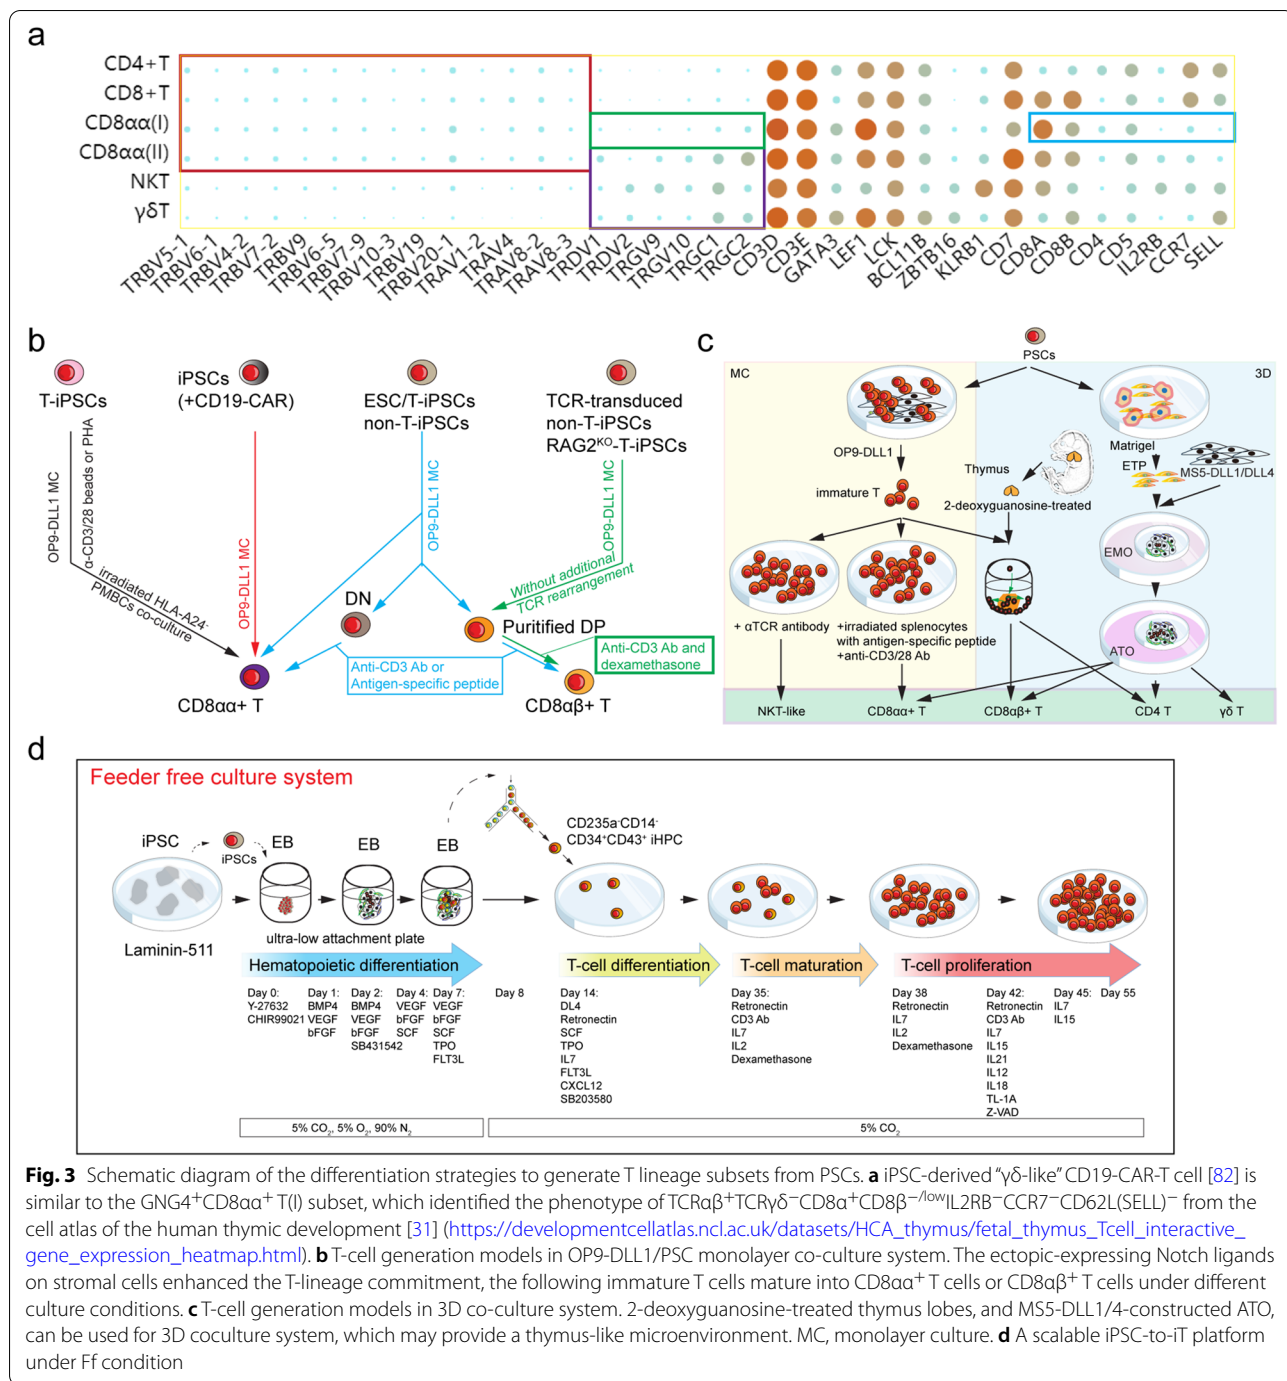 a
CD4+T
CD8+T
CD8αα(I)
CD8αα(II)
NKT
γδT
TRBV5-1
TRBV6-1
TRBV4-2
TRBV7-2
TRBV9
TRBV6-5
TRBV7-9
TRBV10-3
TRBV19
TRBV20-1
TRAV1-2
TRAV4
TRAV8-2
TRAV8-3
TRDV1
TRDV2
TRGV9
TRGV10
TRGC1
TRGC2
CD3D
CD3E
GATA3
LEF1
LCK
BCL11B
ZBTB16
KLRB1
CD7
CD8A
CD8B
CD4
CD5
IL2RB
CCR7
SELL
b
T-iPSCs
iPSCs
(+CD19-CAR)
ESC/T-iPSCs
non-T-iPSCs
TCR-transduced
non-T-iPSCs
RAG2KO-T-iPSCs
OP9-DLL1 MC
α-CD3/28 beads or PHA
irradiated HLA-A24-
PMBCs co-culture
OP9-DLL1 MC
OP9-DLL1 MC
OP9-DLL1 MC
Without additional
TCR rearrangement
DN
Puritified DP
Anti-CD3 Ab or
Antigen-specific peptide
Anti-CD3 Ab and
dexamethasone
CD8αα+ T
CD8αβ+ T
c
PSCs
MC
3D
OP9-DLL1
immature T
Thymus
2-deoxyguanosine-treated
Matrigel
ETP
MS5-DLL1/DLL4
EMO
ATO
+ αTCR antibody
+irradiated splenocytes
with antigen-specific peptide
+anti-CD3/28 Ab
NKT-like
CD8αα+ T
CD8αβ+ T
CD4 T
γδ T
d
Feeder free culture system
iPSC
iPSCs
EB
EB
EB
CD235a-CD14-
CD34+CD43+ iHPC
Laminin-511
ultra-low attachment plate
Hematopoietic differentiation
T-cell differentiation
T-cell maturation
T-cell proliferation
Day 0:
Y-27632
CHIR99021
Day 1:
BMP4
VEGF
bFGF
Day 2:
BMP4
VEGF
bFGF
SB431542
Day 4:
VEGF
bFGF
SCF
Day 7:
VEGF
bFGF
SCF
TPO
FLT3L
Day 8
Day 14:
DL4
Retronectin
SCF
TPO
IL7
FLT3L
CXCL12
SB203580
Day 35:
Retronectin
CD3 Ab
IL7
IL2
Dexamethasone
Day 38
Retronectin
IL7
IL2
Dexamethasone
Day 42:
Retronectin
CD3 Ab
IL7
IL15
IL21
IL12
IL18
TL-1A
Z-VAD
Day 45:
IL7
IL15
Day 55
5% CO2, 5% O2, 90% N2
5% CO2
Fig. 3 Schematic diagram of the differentiation strategies to generate T lineage subsets from PSCs. a iPSC-derived “γδ-like” CD19-CAR-T cell [82] is
similar to the GNG4+CD8αα+ T(I) subset, which identified the phenotype of TCRαβ+TCRγδ−CD8α+CD8β−/lowIL2RB−CCR7−CD62L(SELL)− from the
cell atlas of the human thymic development [31] (https://developmentcellatlas.ncl.ac.uk/datasets/HCA_thymus/fetal_thymus_Tcell_interactive_
gene_expression_heatmap.html). b T-cell generation models in OP9-DLL1/PSC monolayer co-culture system. The ectopic-expressing Notch ligands
on stromal cells enhanced the T-lineage commitment, the following immature T cells mature into CD8αα+ T cells or CD8αβ+ T cells under different
culture conditions. c T-cell generation models in 3D co-culture system. 2-deoxyguanosine-treated thymus lobes, and MS5-DLL1/4-constructed ATO,
can be used for 3D coculture system, which may provide a thymus-like microenvironment. MC, monolayer culture. d A scalable iPSC-to-iT platform
under Ff condition